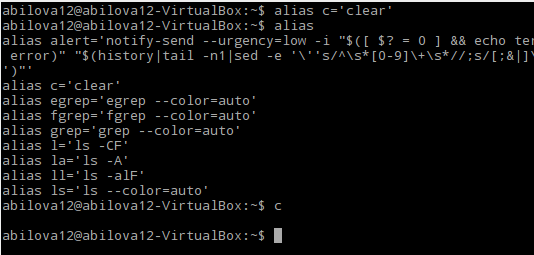 abilova12@abilova12-VirtualBox:~$ alias c='clear'
abilova12@abilova12-VirtualBox:~$ alias
alias alert='notify-send --urgency=low -i "$([ $? = 0 ] && echo ter
 error)" "$(history|tail -n1|sed -e '\''s/^\s*[0-9]\+\s*//;s/[;&|]\
')"'
alias c='clear'
alias egrep='egrep --color=auto'
alias fgrep='fgrep --color=auto'
alias grep='grep --color=auto'
alias l='ls -CF'
alias la='ls -A'
alias ll='ls -alF'
alias ls='ls --color=auto'
abilova12@abilova12-VirtualBox:~$ c
abilova12@abilova12-VirtualBox:~$